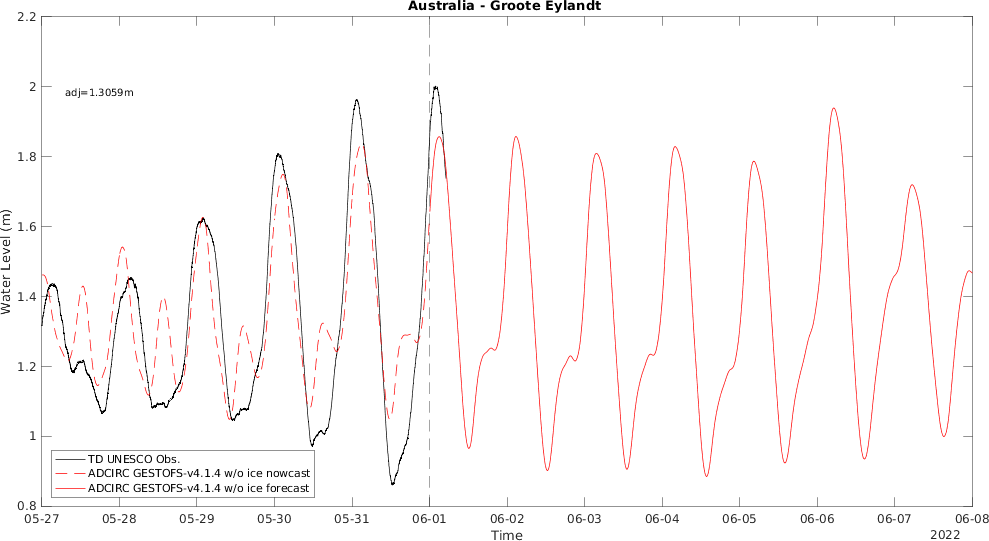 Australia - Groote Eylandt
2.2
2
1.8
1.6
1.4
1.2
1
0.8
Water Level (m)
adj=1.3059m
TD UNESCO Obs.
ADCIRC GESTOFS-v4.1.4 w/o ice nowcast
ADCIRC GESTOFS-v4.1.4 w/o ice forecast
05-27 05-28 05-29 05-30 05-31 06-01 06-02 06-03 06-04 06-05 06-06 06-07 06-08
Time
2022